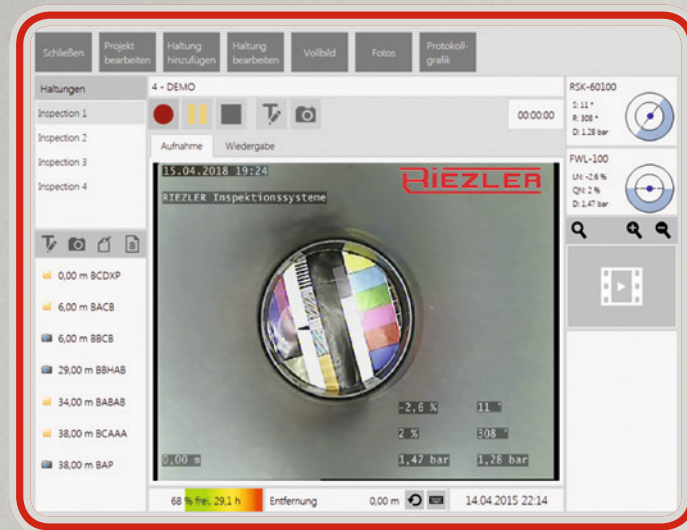 Schließen
Projekt
bearbeiten
Haltung
hinzufügen
Haltung
bearbeiten
Vollbild
Fotos
Protokoll-
grafik
Haltungen
Inspection 1
Inspection 2
Inspection 3
Inspection 4
0,00 m BCDXP
6,00 m BACB
6,00 m BBCB
29,00 m BBHAB
34,00 m BABAB
38,00 m BCAAA
38,00 m BAP
4 - DEMO
00:00:00
Aufnahme Wiedergabe
15.04.2018 19:24
RIEZLER
RIEZLER Inspektionssysteme
-2,6 % 11 °
2 % 308 °
0,00 m 1,47 bar 1,28 bar
68 % frei, 29,1 h Entfernung 0,00 m 14.04.2015 22:14
RSK-60100
S: 11 °
R: 308 °
D: 1,28 bar
FWL-100
LN: -2,6 %
QN: 2 %
D: 1,47 bar